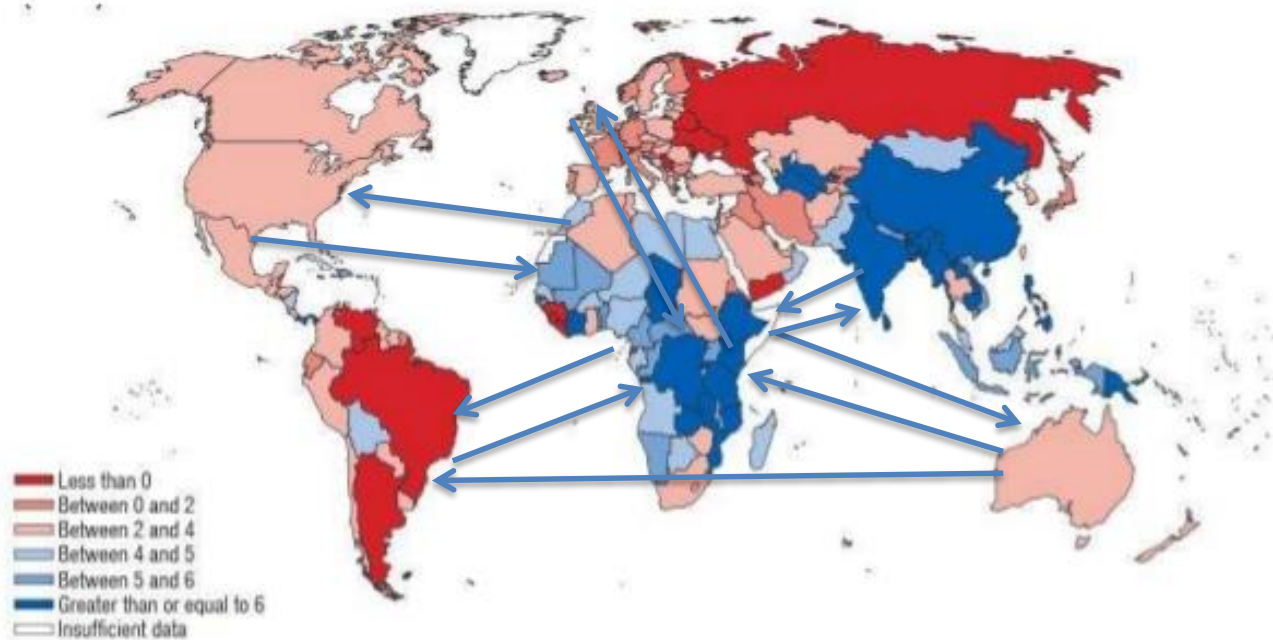 Less than 0
Between 0 and 2
Between 2 and 4
Between 4 and 5
Between 5 and 6
Greater than or equal to 6
Insufficient data